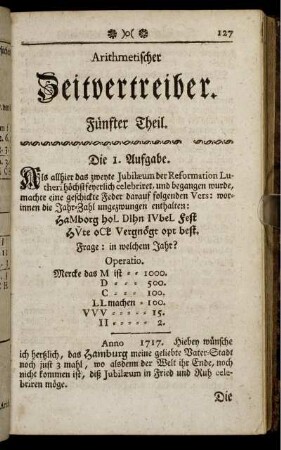 127
Arithmetischer
Zeitvertreiber.
Fünfter Theil.
Die 1. Aufgabe.
Als allhier das zweyte Jubilæum der Reformation Lu-
theri höchstfeyerlich celebriret, und begangen wurde,
machte eine geschickte Feder darauf folgenden Vers: wor-
innen die Jahr-Zahl ungezwungen enthalten:
HaMborg hoL DIhn IVbeL Fest
HVte oCk Vergnögr opt best.
Frage: in welchem Jahr?
Operatio.
Mercke das M ist = = 1000.
D = = 500.
C = = 100.
LL machen = 100.
VVV = = 15.
II = = 2.
Anno 1717. Hiebey wünsche
ich hertzlich, das Hamburg meine geliebte Vater-Stadt
noch just 3 mahl, wo alsdenn der Welt ihr Ende, noch
nicht kommen ist, diß Jubilæum in Fried und Ruh cele-
briren möge.
Die